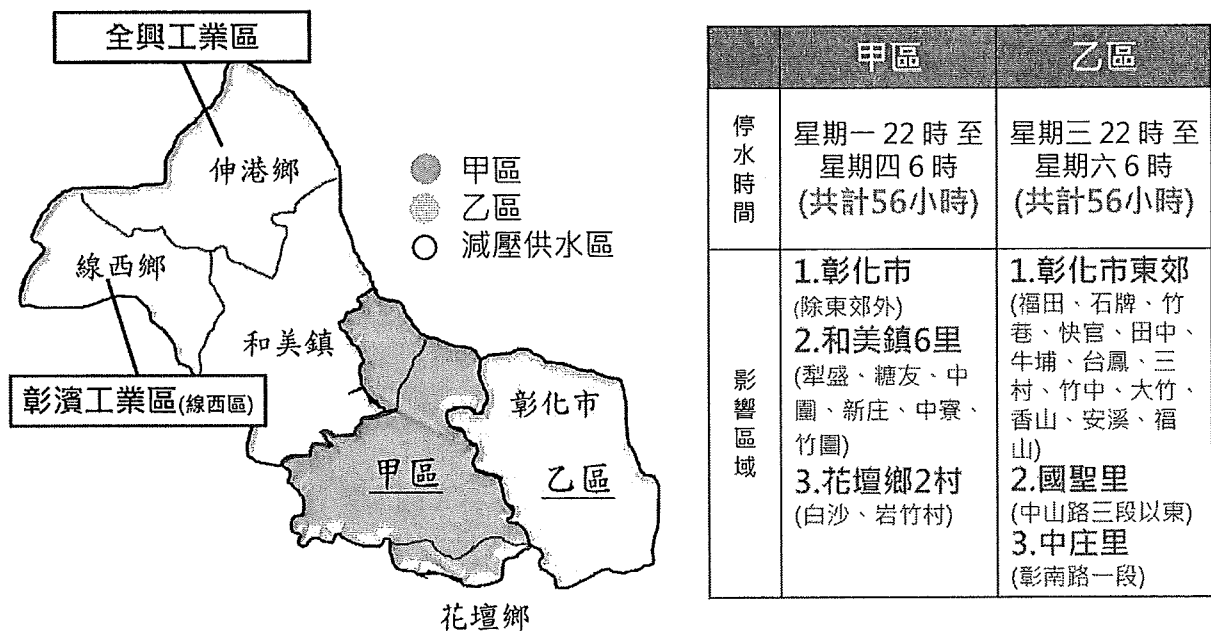 全興工業區
伸港鄉
甲區
乙區
減壓供水區
線西鄉
和美鎮
彰濱工業區(線西區)
彰化市
甲區
乙區
花壇鄉
甲區
乙區
停水時間
星期一 22 時 至
星期四 6 時
(共計56小時)
星期三 22 時 至
星期六 6 時
(共計56小時)
影響區域
1.彰化市
(除東郊外)
2.和美鎮6里
(犁盛、糖友、中
圍、新庄、中寮、
竹圍)
3.花壇鄉2村
(白沙、岩竹村)
1.彰化市東郊
(福田、石牌、竹
巷、快官、田中、
牛埔、台鳳、三
村、竹中、大竹、
香山、安溪、福
山)
2.國聖里
(中山路三段以東)
3.中庄里
(彰南路一段)